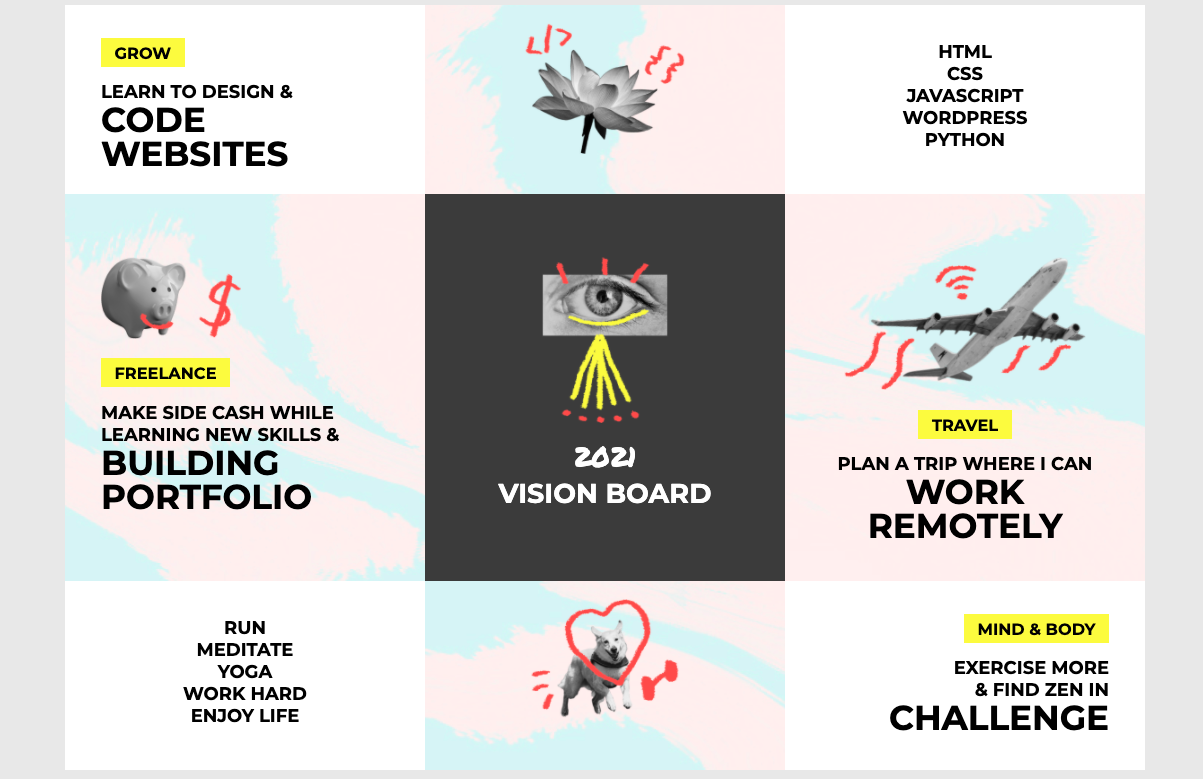 GROW
LEARN TO DESIGN &
CODE
WEBSITES
</>
{}
HTML
CSS
JAVASCRIPT
WORDPRESS
PYTHON
$
FREELANCE
MAKE SIDE CASH WHILE
LEARNING NEW SKILLS &
BUILDING
PORTFOLIO
2021
VISION BOARD
TRAVEL
PLAN A TRIP WHERE I CAN
WORK
REMOTELY
RUN
MEDITATE
YOGA
WORK HARD
ENJOY LIFE
MIND & BODY
EXERCISE MORE
& FIND ZEN IN
CHALLENGE